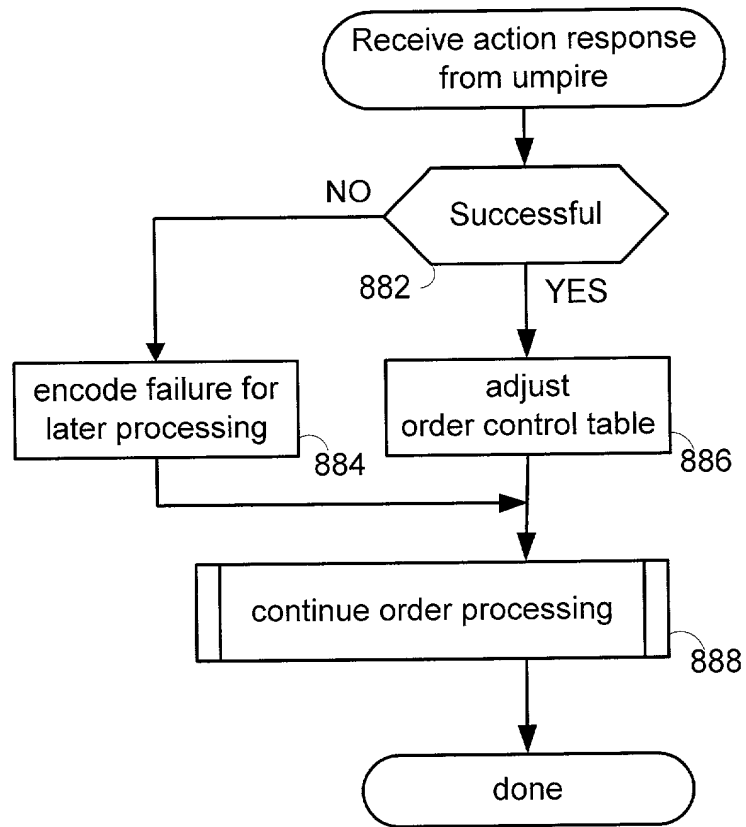 Receive action response
from umpire
NO
Successful
882
YES
encode failure for
later processing
884
adjust
order control table
886
continue order processing
888
done